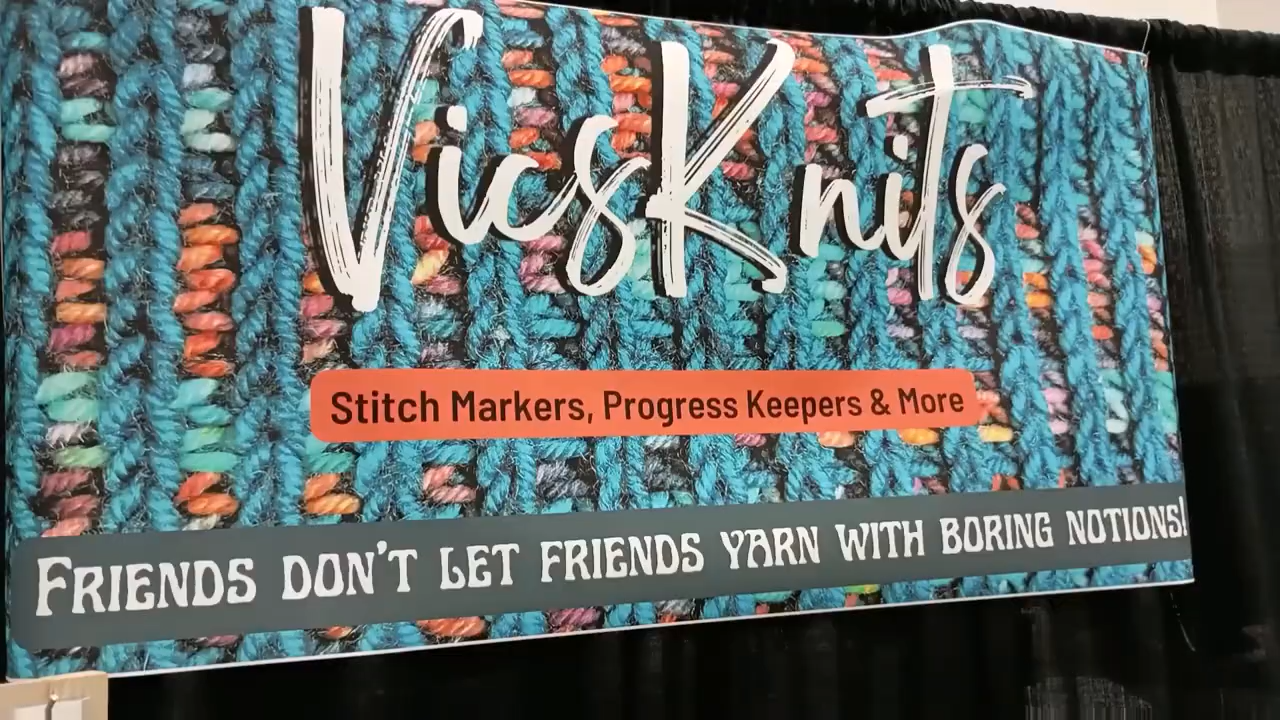 VicsKnits
Stitch Markers, Progress Keepers & More
FRIENDS DON'T LET FRIENDS YARN WITH BORING NOTIONS!